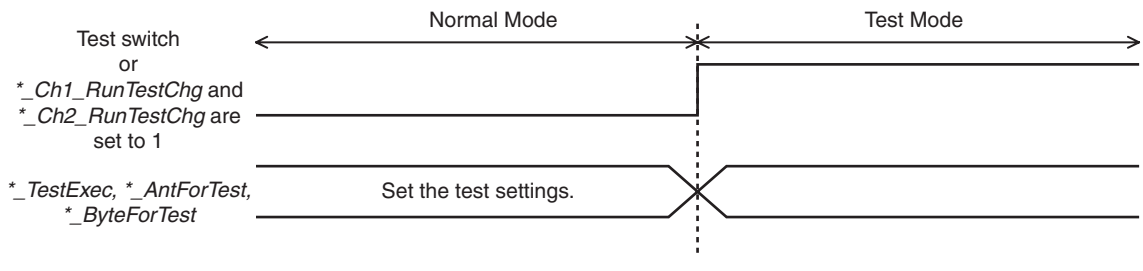 Normal Mode
Test Mode
Test switch
or
*_Ch1_RunTestChg and
*_Ch2_RunTestChg are
set to 1
*_TestExec, *_AntForTest,
*_ByteForTest
Set the test settings.